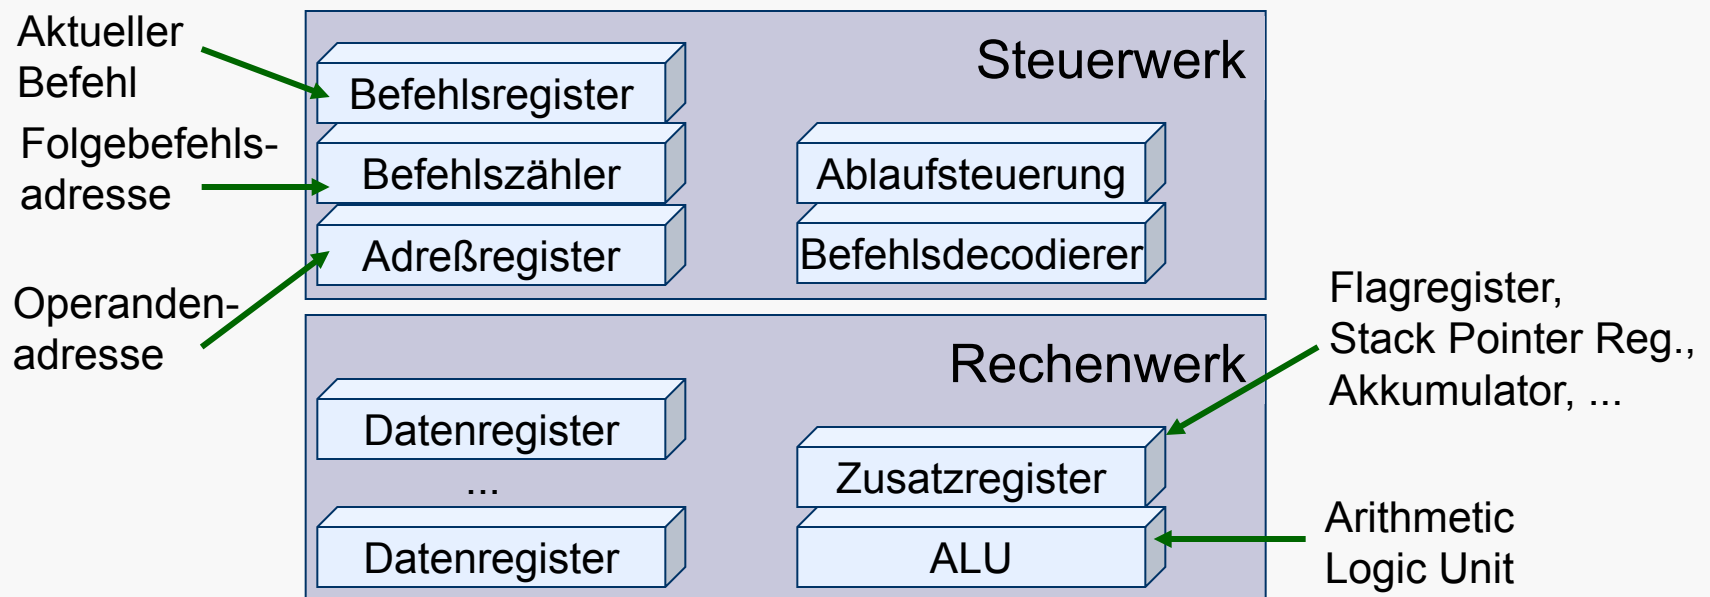 Aktueller
Befehl
Folgebefehls-
adresse
Operanden-
adresse
Steuerwerk
Befehlsregister
Befehlszähler
Adreßregister
Ablaufsteuerung
Befehlsdecodierer
Rechenwerk
Datenregister
...
Datenregister
Zusatzregister
ALU
Flagregister,
Stack Pointer Reg.,
Akkumulator, ...
Arithmetic
Logic Unit